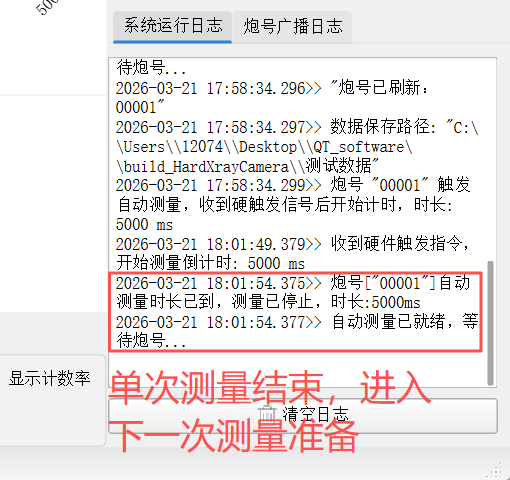 500
系统运行日志 炮号广播日志
待炮号...
2026-03-21 17:58:34.296>> "炮号已刷新:
00001"
2026-03-21 17:58:34.297>> 数据保存路径: "C:\
\Users\\12074\\Desktop\\QT_software\
\build_HardXrayCamera\\测试数据"
2026-03-21 17:58:34.299>> 炮号 "00001" 触发
自动测量，收到硬触发信号后开始计时，时长:
5000 ms
2026-03-21 18:01:49.379>> 收到硬件触发指令，
开始测量倒计时: 5000 ms
2026-03-21 18:01:54.375>> 炮号["00001"]自动
测量时长已到，测量已停止，时长:5000ms
2026-03-21 18:01:54.377>> 自动测量已就绪，等
待炮号...
显示计数率
单次测量结束，进入
清空日志
下一次测量准备